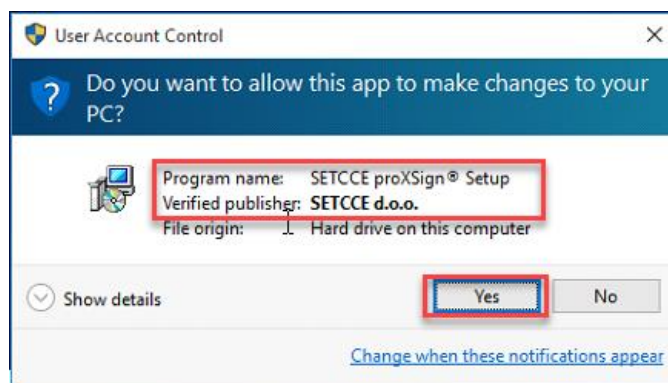 User Account Control
Do you want to allow this app to make changes to your
PC?
Program name: SETCCE proXSign® Setup
Verified publisher: SETCCE d.o.o.
File origin: Hard drive on this computer
Show details
Yes No
Change when these notifications appear